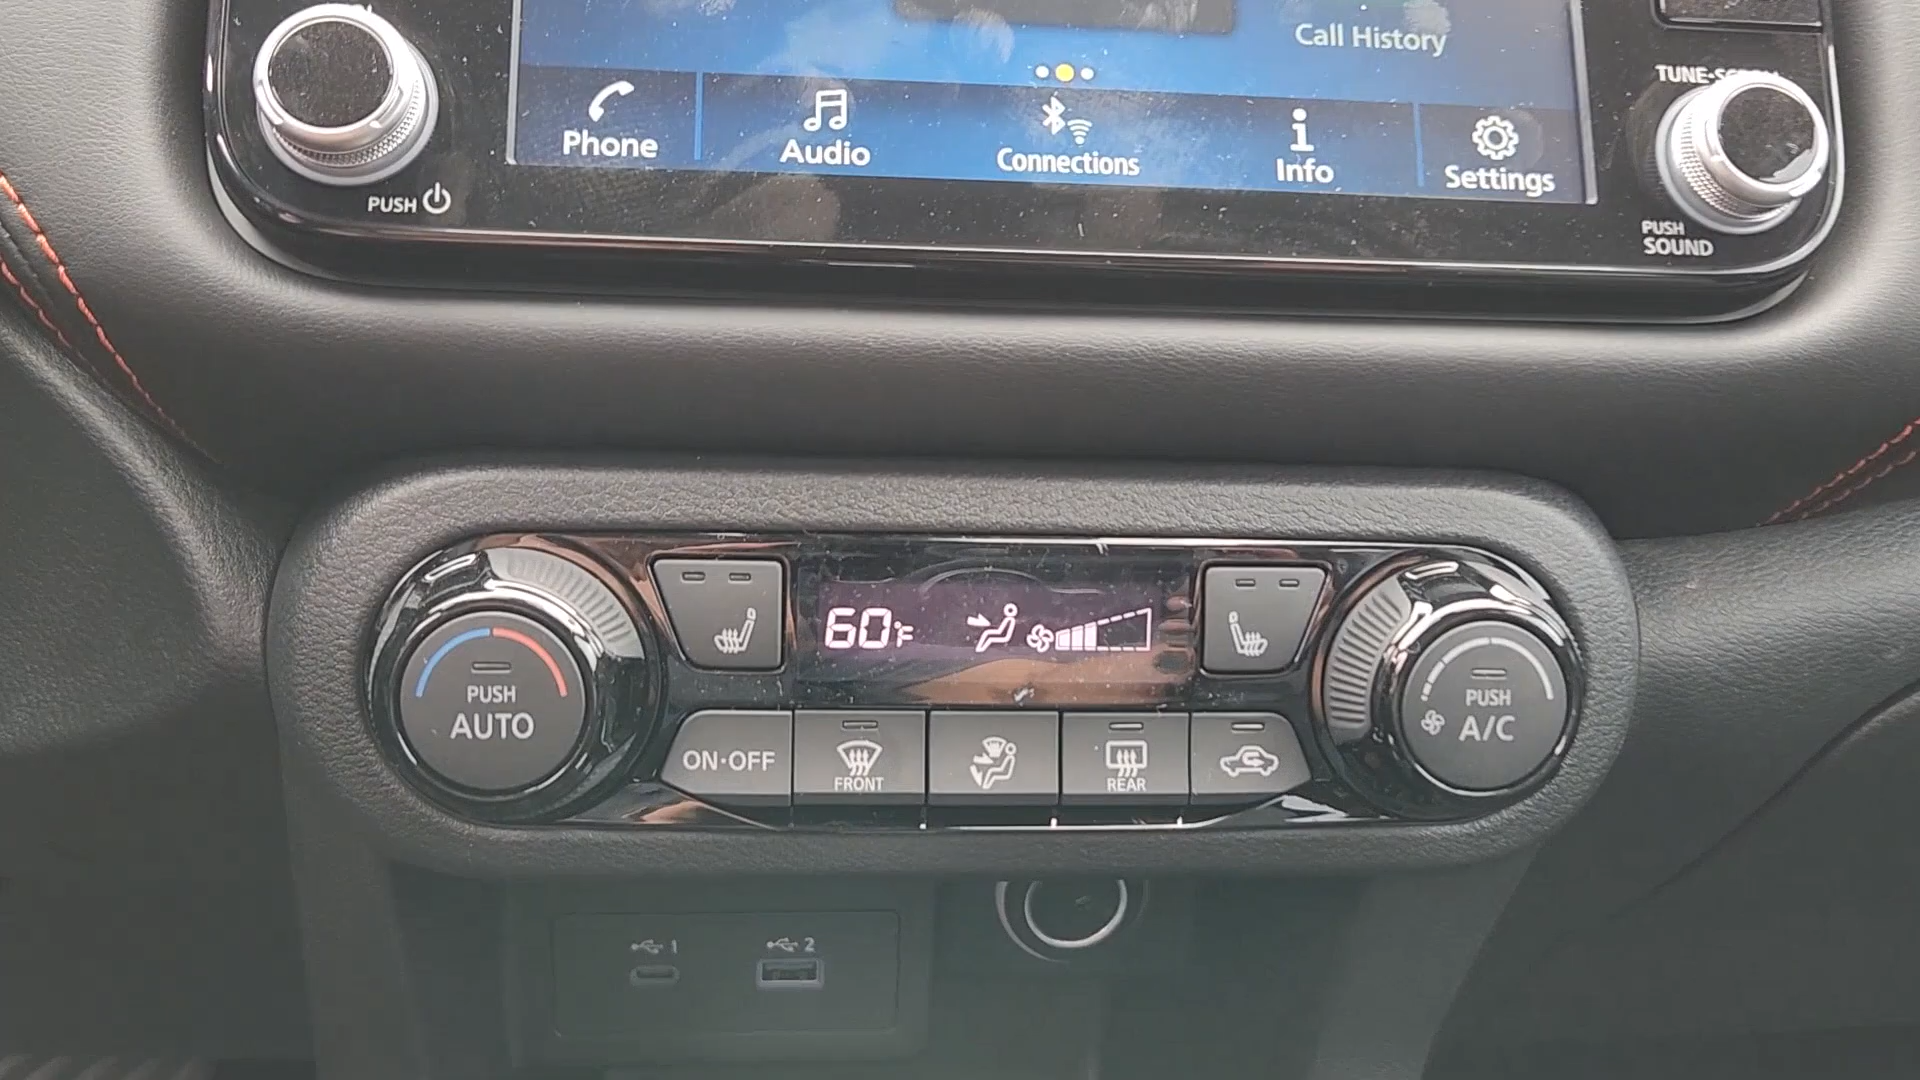 Call History
Phone
Audio
Connections
Info
Settings
PUSH
TUNE·SCROLL
PUSH
SOUND
60°F
PUSH
AUTO
ON·OFF
FRONT
REAR
PUSH
A/C
1
2